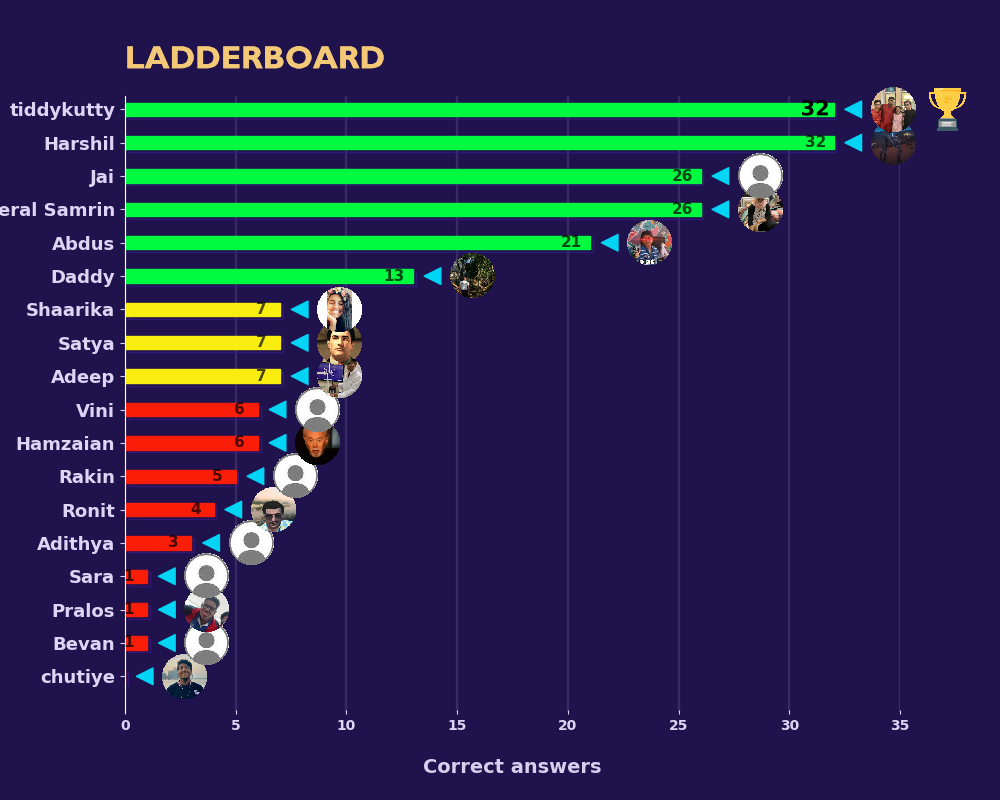 LADDERBOARD
tiddykutty 32
Harshil 32
Jai 26
eral Samrin 26
Abdus 21
Daddy 13
Shaarika 7
Satya 7
Adeep 7
Vini 6
Hamzaian 6
Rakin 5
Ronit 4
Adithya 3
Sara 1
Pralos 1
Bevan 1
chutiye
0 5 10 15 20 25 30 35
Correct answers